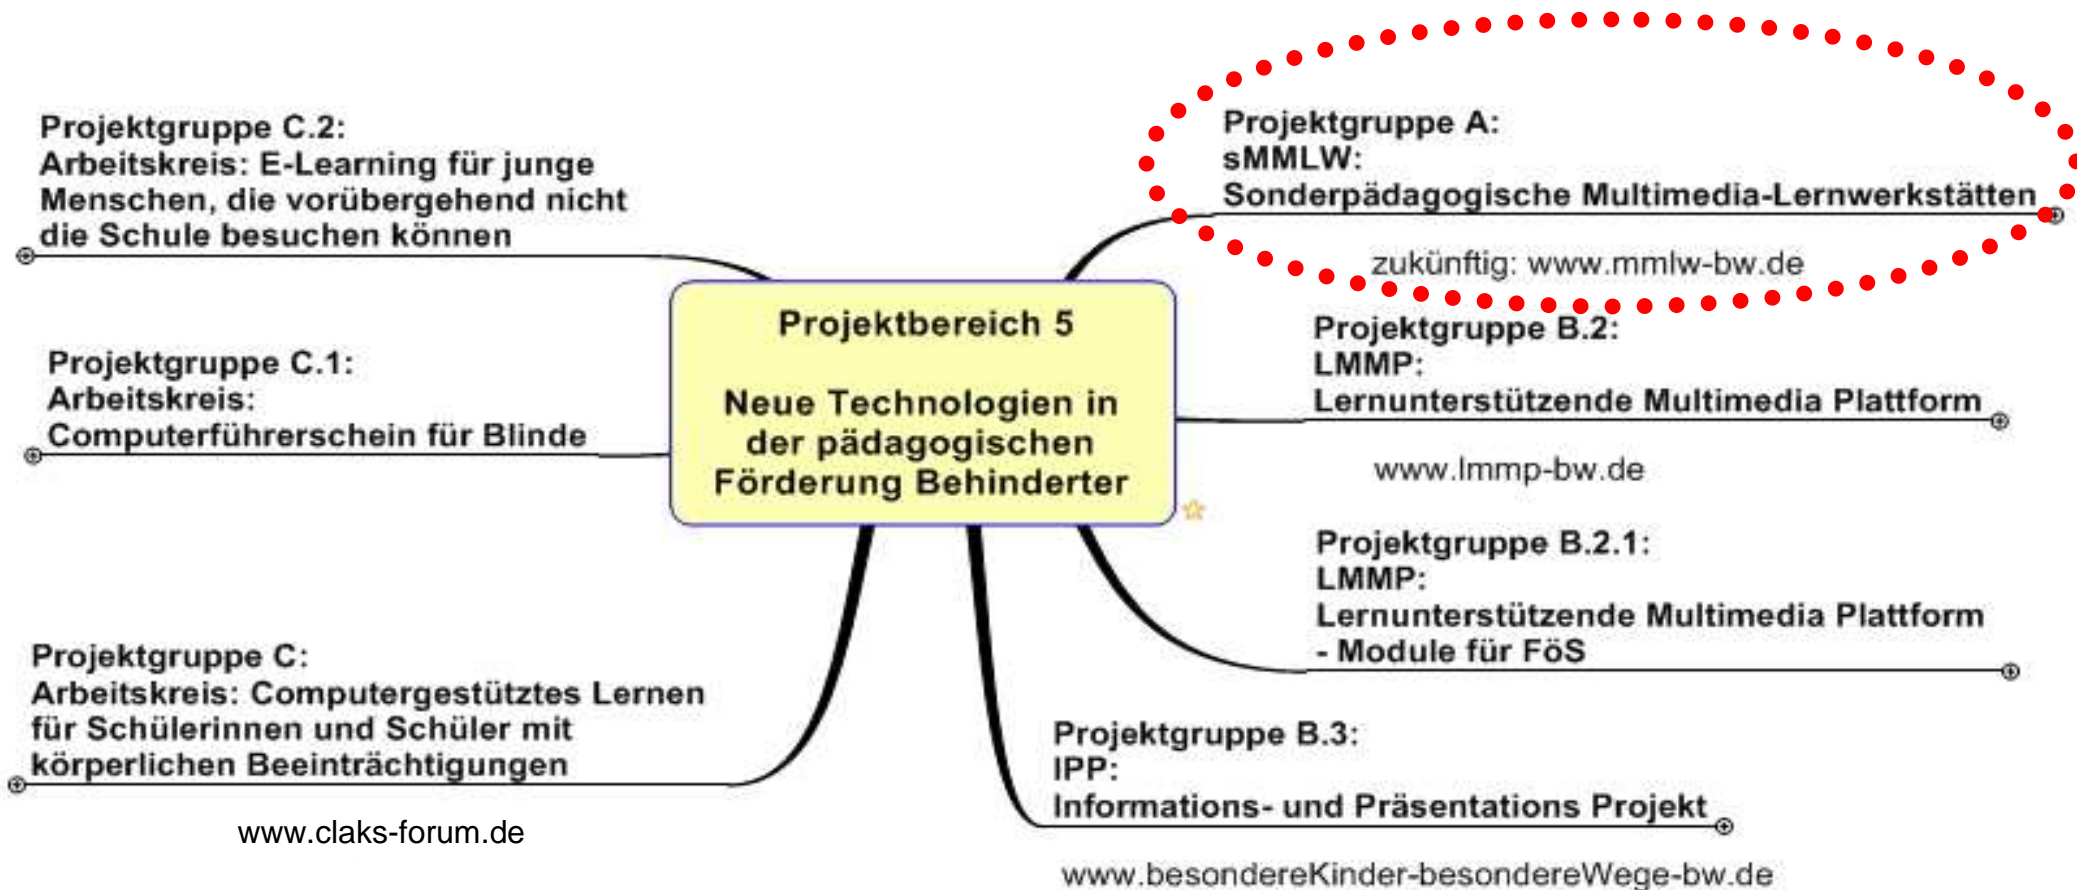 Projektgruppe C.2:
Arbeitskreis: E-Learning für junge
Menschen, die vorübergehend nicht
die Schule besuchen können
Projektgruppe C.1:
Arbeitskreis:
Computerführerschein für Blinde
Projektgruppe C:
Arbeitskreis: Computergestütztes Lernen
für Schülerinnen und Schüler mit
körperlichen Beeinträchtigungen
www.claks-forum.de
Projektbereich 5
Neue Technologien in
der pädagogischen
Förderung Behinderter
Projektgruppe A:
sMMLW:
Sonderpädagogische Multimedia-Lernwerkstätten
zukünftig: www.mmlw-bw.de
Projektgruppe B.2:
LMMP:
Lernunterstützende Multimedia Plattform
www.lmmp-bw.de
Projektgruppe B.2.1:
LMMP:
Lernunterstützende Multimedia Plattform
- Module für FöS
Projektgruppe B.3:
IPP:
Informations- und Präsentations Projekt
www.besondereKinder-besondereWege-bw.de